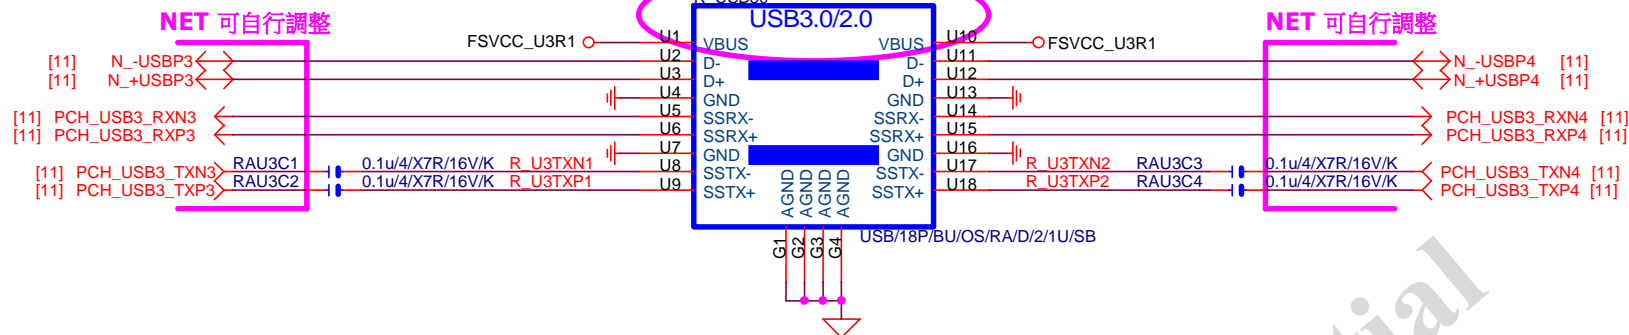 NET 可自行調整
USB3.0/2.0
NET 可自行調整
FSVCC_U3R1 U1 VBUS VBUS U10 FSVCC_U3R1
[11] N_-USBP3 U2 D- D- U11 N_-USBP4 [11]
[11] N_+USBP3 U3 D+ D+ U12 N_+USBP4 [11]
U4 GND GND U13
[11] PCH_USB3_RXN3 U5 SSRX- SSRX- U14 PCH_USB3_RXN4 [11]
[11] PCH_USB3_RXP3 U6 SSRX+ SSRX+ U15 PCH_USB3_RXP4 [11]
U7 GND GND U16
[11] PCH_USB3_TXN3 RAU3C1 0.1u/4/X7R/16V/K R_U3TXN1 U8 SSTX- SSTX- U17 R_U3TXN2 RAU3C3 0.1u/4/X7R/16V/K PCH_USB3_TXN4 [11]
[11] PCH_USB3_TXP3 RAU3C2 0.1u/4/X7R/16V/K R_U3TXP1 U9 SSTX+ SSTX+ U18 R_U3TXP2 RAU3C4 0.1u/4/X7R/16V/K PCH_USB3_TXP4 [11]
AGND AGND AGND AGND
G1 G2 G3 G4
USB/18P/BU/OS/RA/D/2/1U/SB